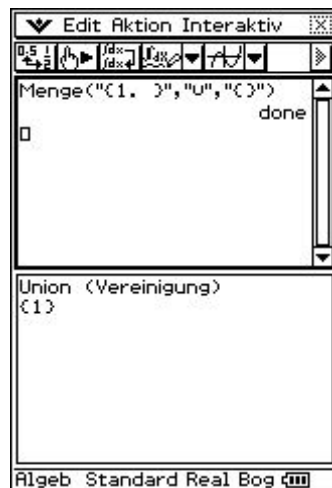 Edit Aktion Interaktiv
Menge("{1. }","∪","{}")
done
Union (Vereinigung)
{1}
Algeb Standard Real Bog